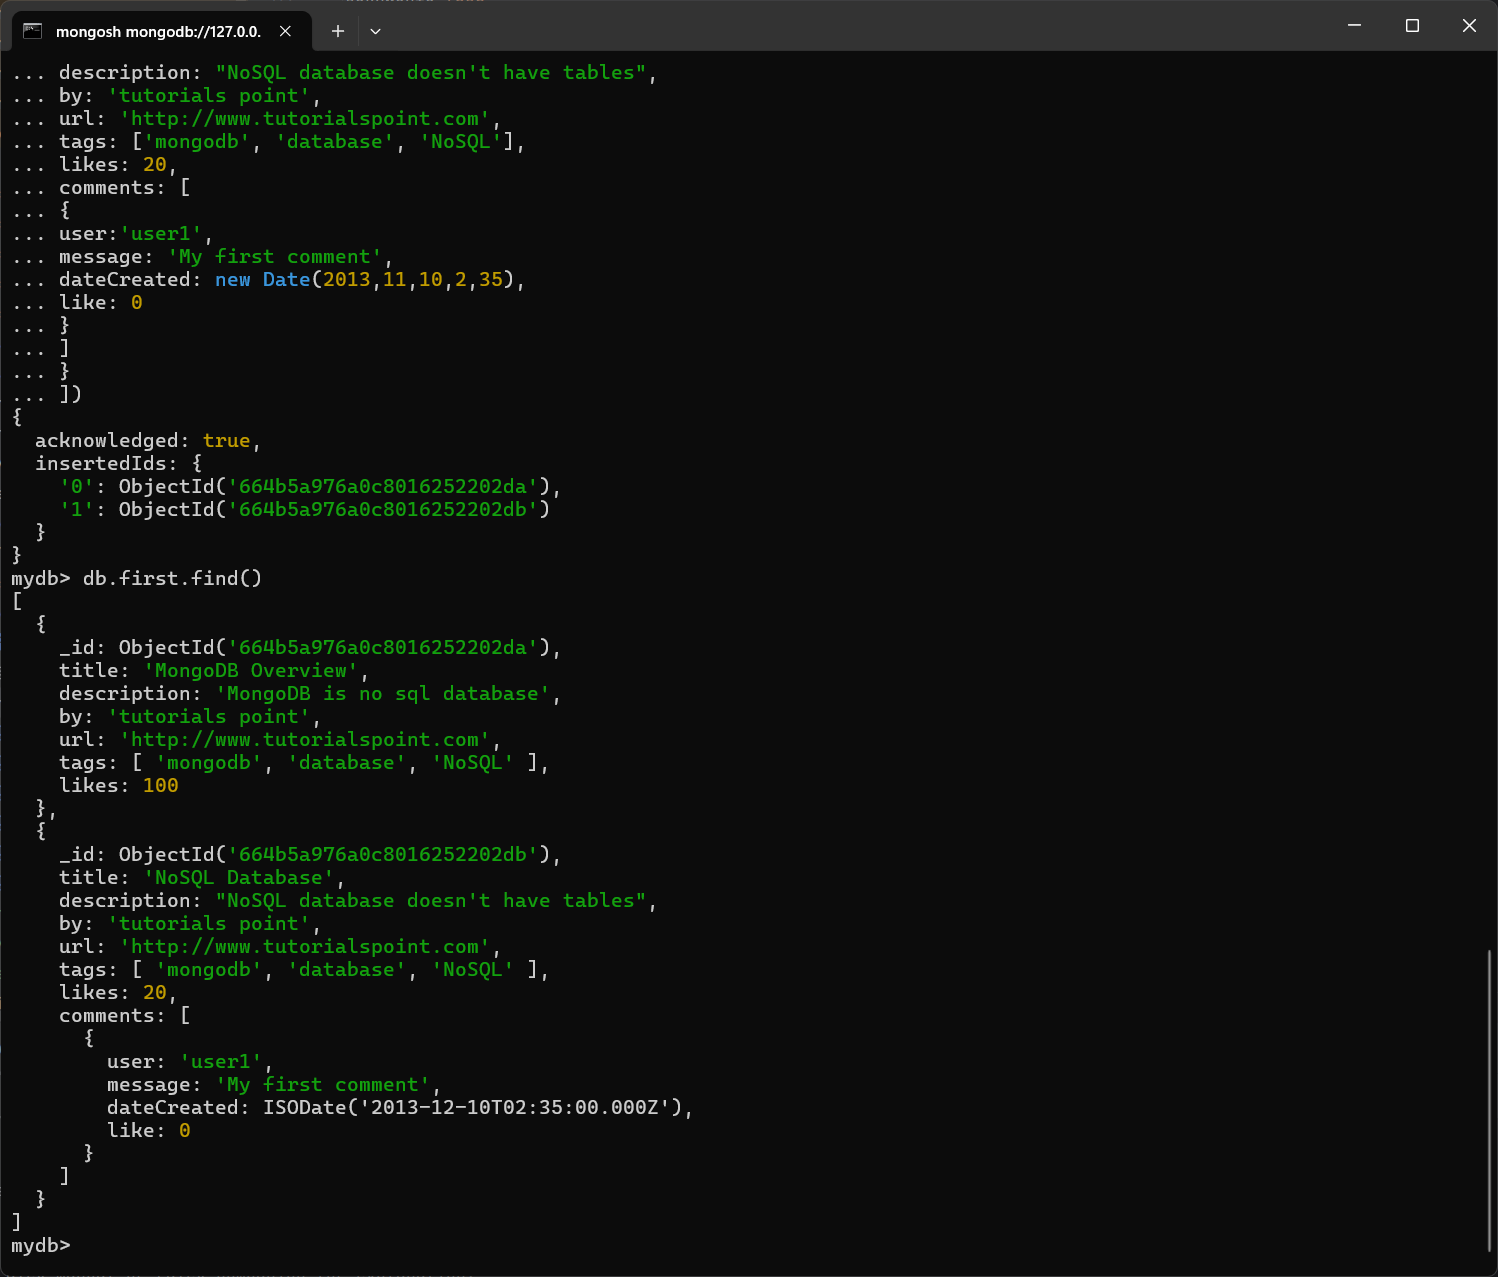 mongosh mongodb://127.0.0.
... description: "NoSQL database doesn't have tables",
... by: 'tutorials point',
... url: 'http://www.tutorialspoint.com',
... tags: ['mongodb', 'database', 'NoSQL'],
... likes: 20,
... comments: [
... {
... user:'user1',
... message: 'My first comment',
... dateCreated: new Date(2013,11,10,2,35),
... like: 0
... }
... ]
... }
... ])
{
  acknowledged: true,
  insertedIds: {
    '0': ObjectId('664b5a976a0c8016252202da'),
    '1': ObjectId('664b5a976a0c8016252202db')
  }
}
mydb> db.first.find()
[
  {
    _id: ObjectId('664b5a976a0c8016252202da'),
    title: 'MongoDB Overview',
    description: 'MongoDB is no sql database',
    by: 'tutorials point',
    url: 'http://www.tutorialspoint.com',
    tags: [ 'mongodb', 'database', 'NoSQL' ],
    likes: 100
  },
  {
    _id: ObjectId('664b5a976a0c8016252202db'),
    title: 'NoSQL Database',
    description: "NoSQL database doesn't have tables",
    by: 'tutorials point',
    url: 'http://www.tutorialspoint.com',
    tags: [ 'mongodb', 'database', 'NoSQL' ],
    likes: 20,
    comments: [
      {
        user: 'user1',
        message: 'My first comment',
        dateCreated: ISODate('2013-12-10T02:35:00.000Z'),
        like: 0
      }
    ]
  }
]
mydb>